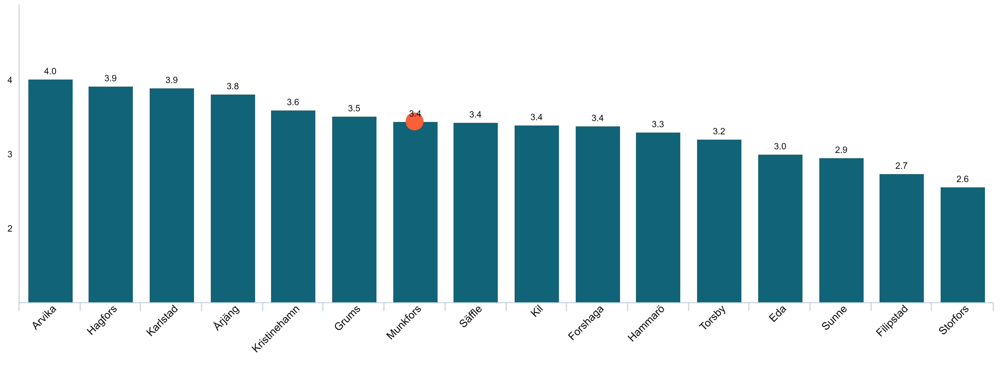 4.0
3.9
3.9
3.8
3.6
3.5
3.4
3.4
3.4
3.4
3.3
3.2
3.0
2.9
2.7
2.6
4
3
2
Arvika
Hagfors
Karlstad
Årjäng
Kristinehamn
Grums
Munkfors
Säffle
Kil
Forshaga
Hammarö
Torsby
Eda
Sunne
Filipstad
Storfors